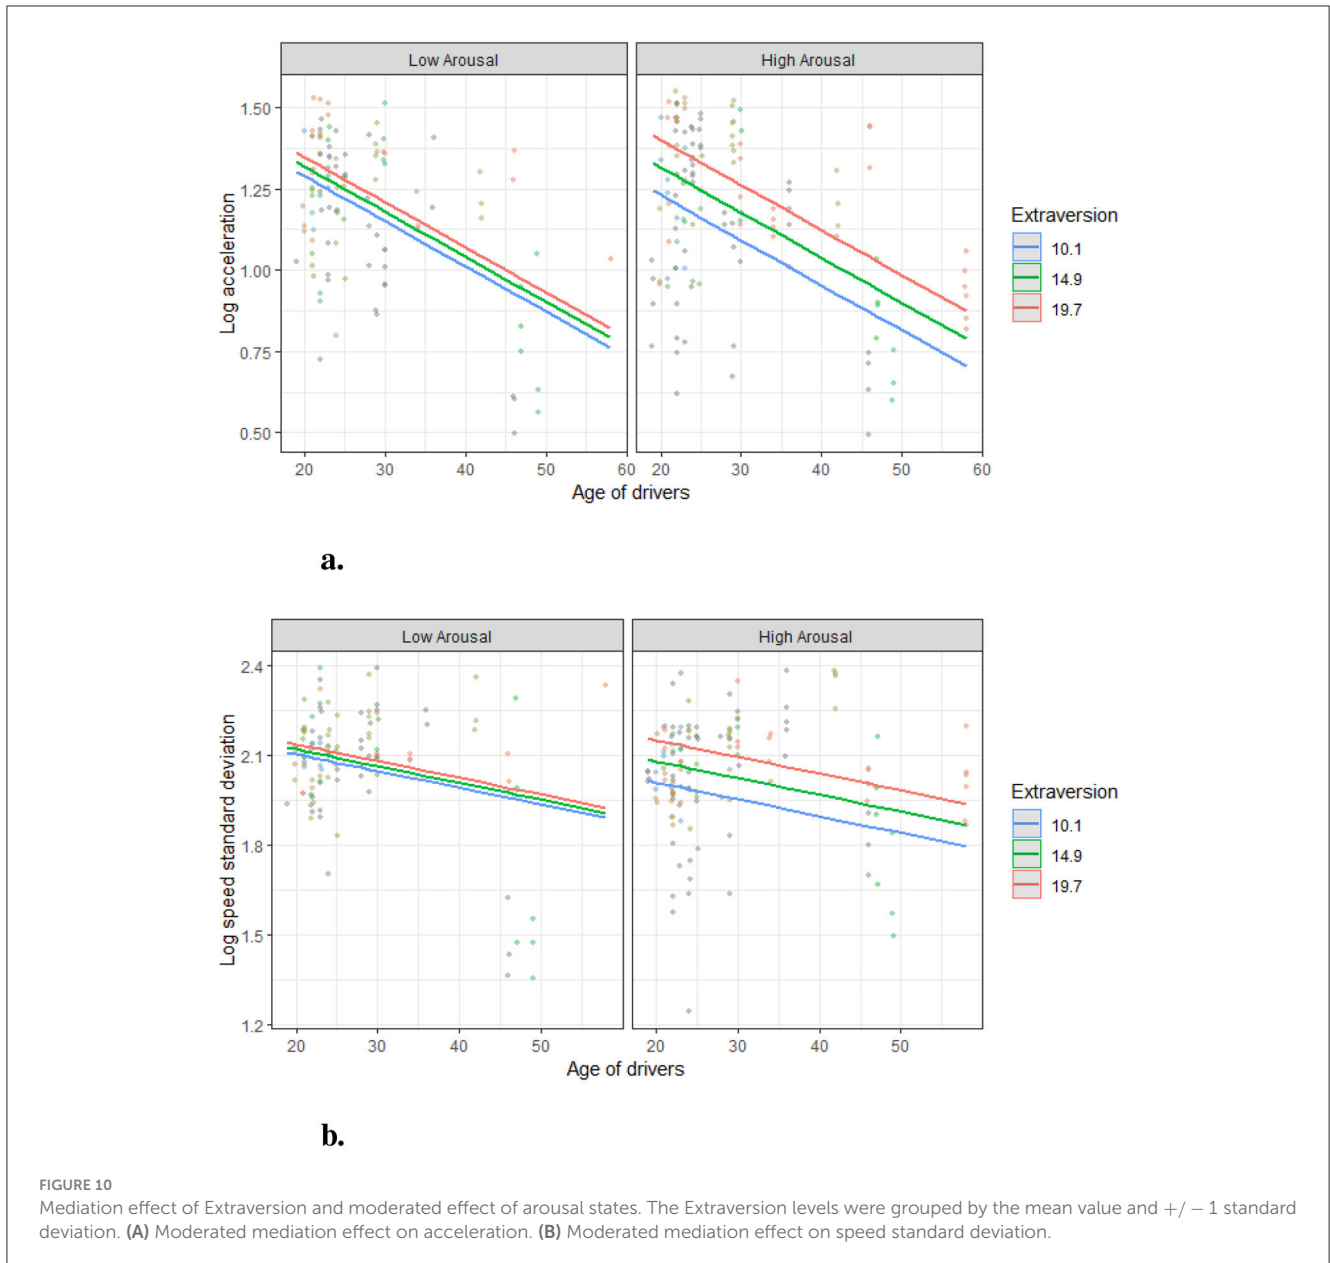 Low Arousal High Arousal
1.50
1.25
1.00
0.75
0.50
Log acceleration
20 30 40 50 60 20 30 40 50 60
Age of drivers
Extraversion
10.1
14.9
19.7
a.
Low Arousal High Arousal
2.4
2.1
1.8
1.5
1.2
Log speed standard deviation
20 30 40 50 20 30 40 50
Age of drivers
Extraversion
10.1
14.9
19.7
b.
FIGURE 10
Mediation effect of Extraversion and moderated effect of arousal states. The Extraversion levels were grouped by the mean value and +/ − 1 standard
deviation. (A) Moderated mediation effect on acceleration. (B) Moderated mediation effect on speed standard deviation.